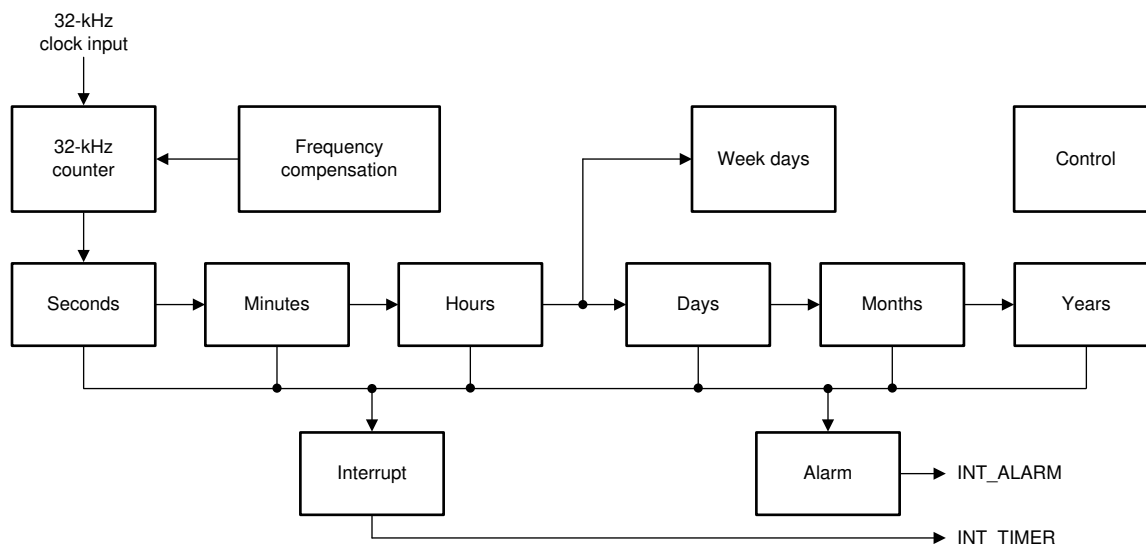 32-kHz
clock input
32-kHz
counter
Frequency
compensation
Week days
Control
Seconds
Minutes
Hours
Days
Months
Years
Interrupt
Alarm
INT_ALARM
INT_TIMER